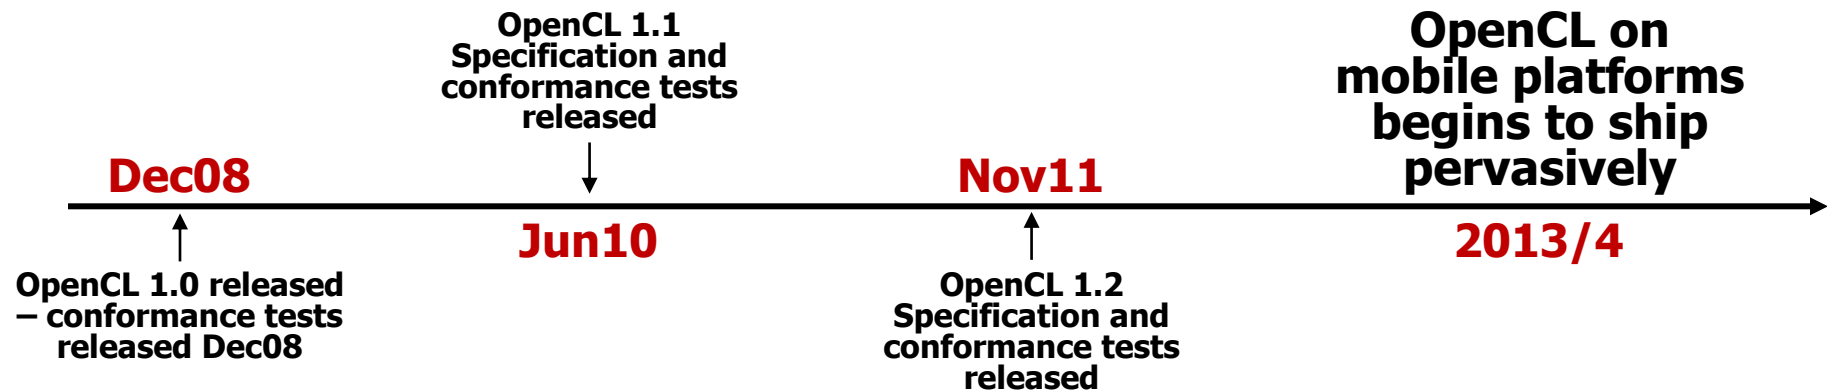 OpenCL 1.1
Specification and
conformance tests
released
OpenCL on
mobile platforms
begins to ship
pervasively
Dec08
Nov11
Jun10
2013/4
OpenCL 1.0 released
– conformance tests
released Dec08
OpenCL 1.2
Specification and
conformance tests
released